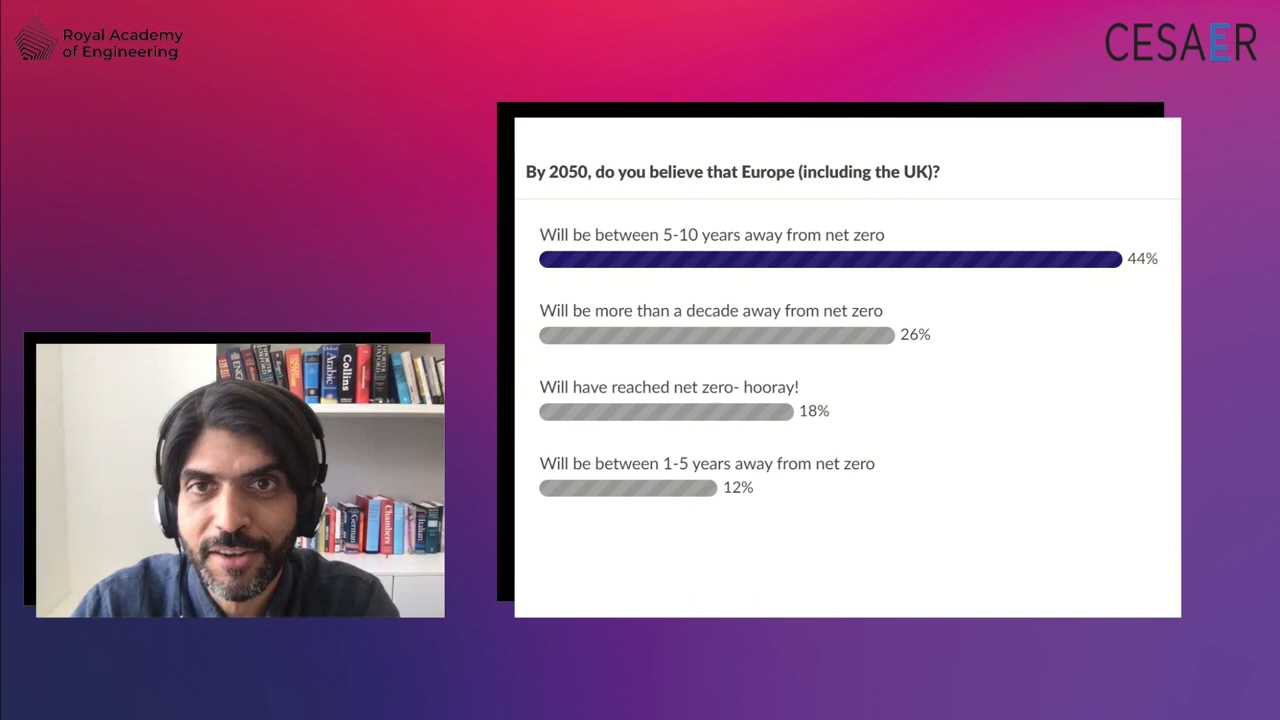 Royal Academy
of Engineering
CESAER
By 2050, do you believe that Europe (including the UK)?
Will be between 5-10 years away from net zero
44%
Will be more than a decade away from net zero
26%
Will have reached net zero- hooray!
18%
Will be between 1-5 years away from net zero
12%
Arabic
Collins
German
Chambers
Italian